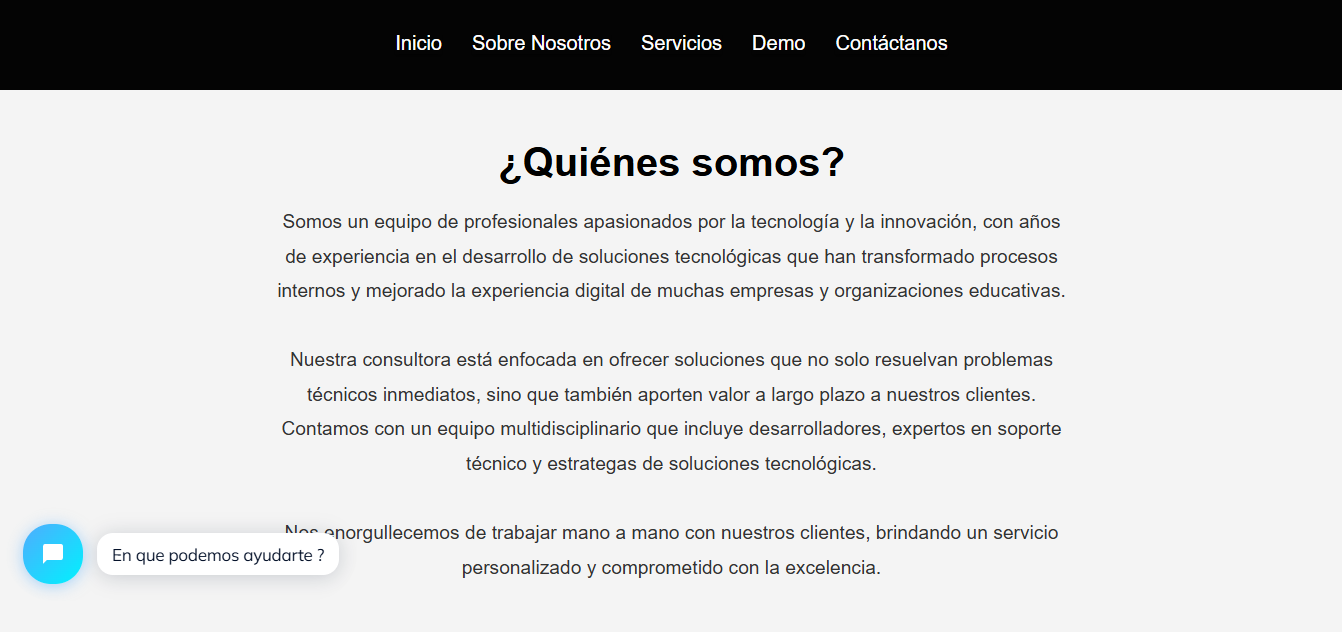 Inicio Sobre Nosotros Servicios Demo Contáctanos
¿Quiénes somos?
Somos un equipo de profesionales apasionados por la tecnología y la innovación, con años
de experiencia en el desarrollo de soluciones tecnológicas que han transformado procesos
internos y mejorado la experiencia digital de muchas empresas y organizaciones educativas.
Nuestra consultora está enfocada en ofrecer soluciones que no solo resuelvan problemas
técnicos inmediatos, sino que también aporten valor a largo plazo a nuestros clientes.
Contamos con un equipo multidisciplinario que incluye desarrolladores, expertos en soporte
técnico y estrategas de soluciones tecnológicas.
Nos enorgullecemos de trabajar mano a mano con nuestros clientes, brindando un servicio
personalizado y comprometido con la excelencia.
En que podemos ayudarte ?